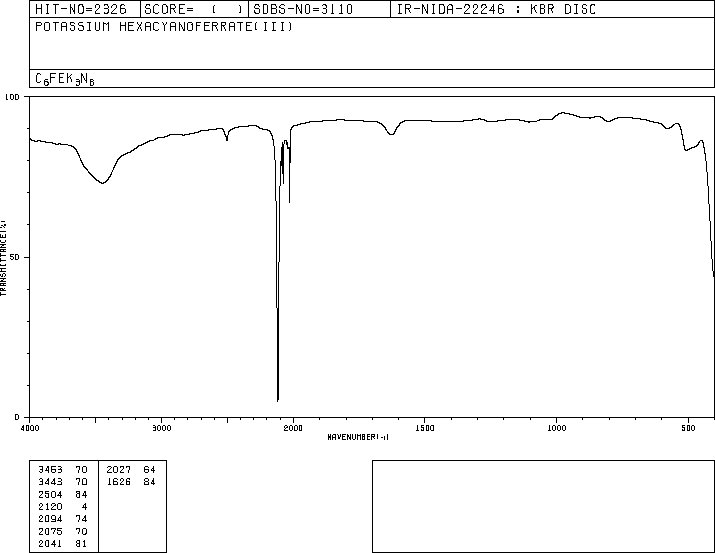 HIT-NO=2326 SCORE= ( ) SDBS-NO=3110 IR-NIDA-22246 : KBR DISC
POTASSIUM HEXACYANOFERRATE(III)
C6FEK3N6
100
50
0
TRANSMITTANCE(%)
4000 3000 2000 1500 1000 500
WAVENUMBER(-1)
3463 70 2027 64
3443 70 1626 84
2504 84
2120 4
2094 74
2075 70
2041 81